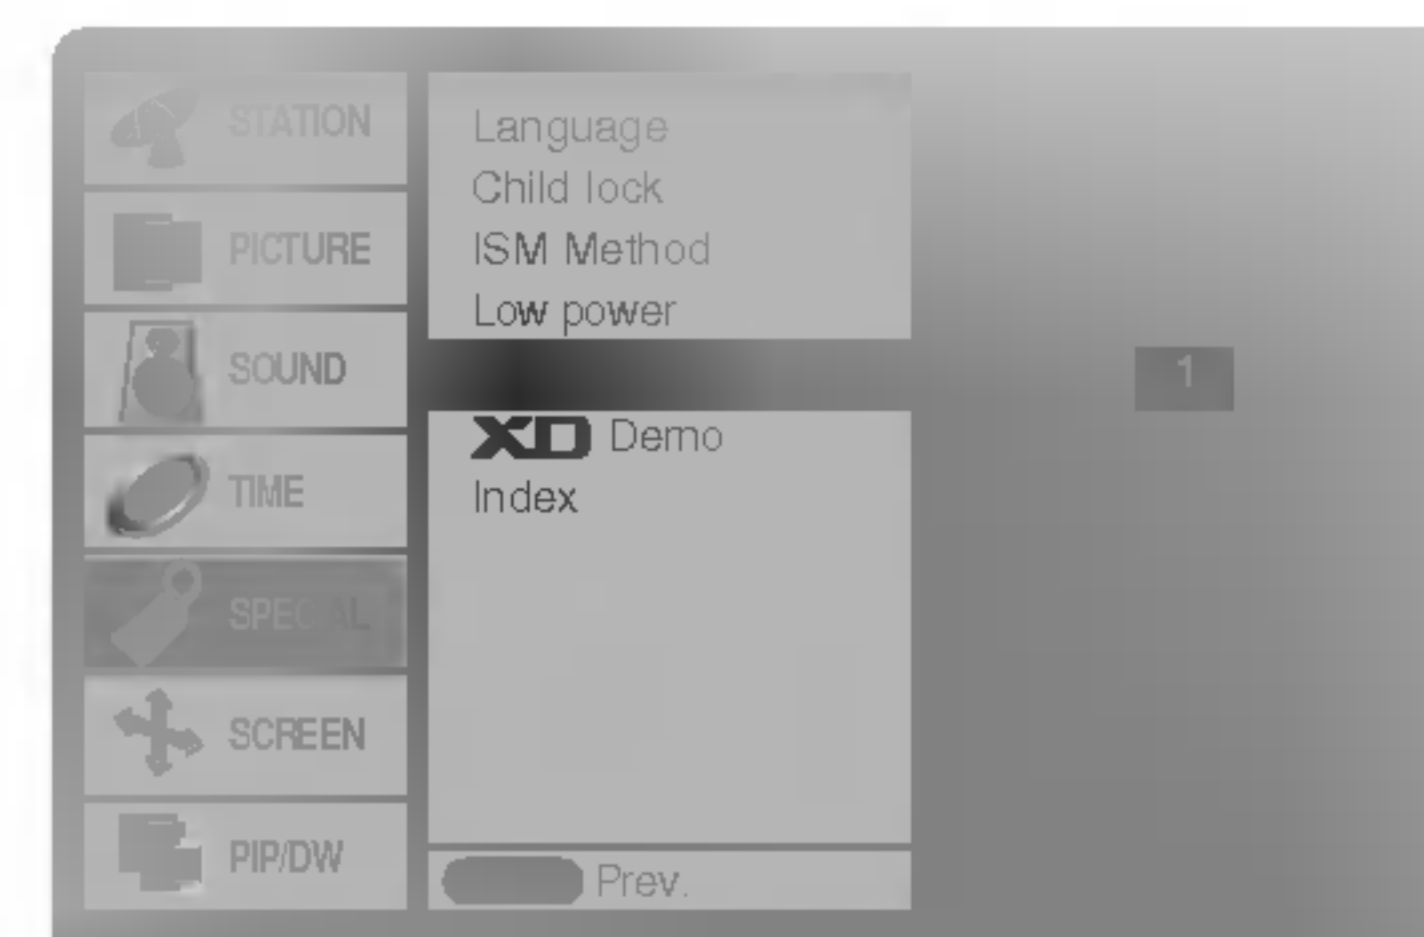 STATION
PICTURE
SOUND
TIME
SPECIAL
SCREEN
PIP/DW
Language
Child lock
ISM Method
Low power
XD Demo
Index
Prev.
1